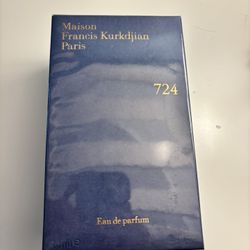 Maison
Francis Kurkdjian
Paris
724
Eau de parfum